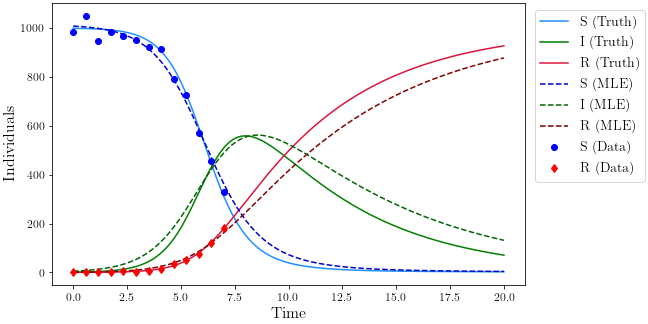 1000
800
600
400
200
0
Individuals
0.0 2.5 5.0 7.5 10.0 12.5 15.0 17.5 20.0
Time
S (Truth)
I (Truth)
R (Truth)
S (MLE)
I (MLE)
R (MLE)
S (Data)
R (Data)